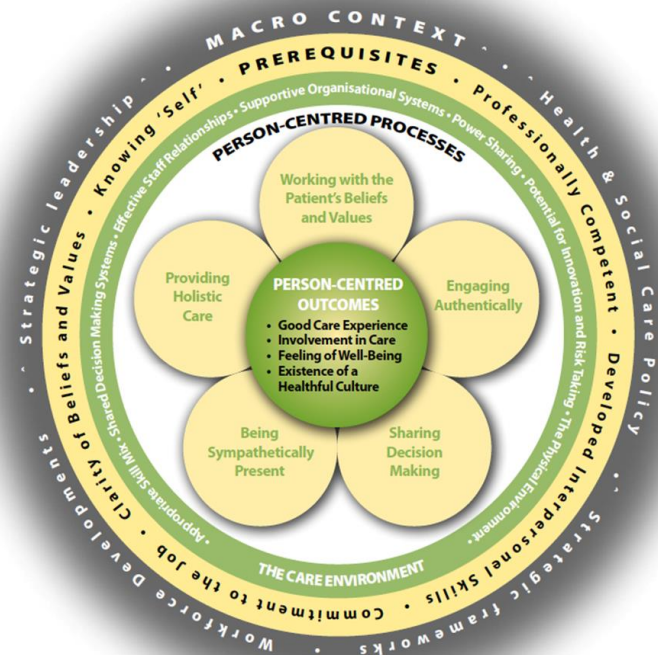 MACRO CONTEXT
Health & Social Care Policy
Strategic frameworks
Workforce Developments
Strategic leadership
PREREQUISITES
Professionally Competent • Developed Interpersonel Skills • Commitment to the Job • Clarity of Beliefs and Values • Knowing 'Self' •
THE CARE ENVIRONMENT
• Appropriate Skill Mix • Shared Decision Making Systems • Effective Staff Relationships • Supportive Organisational Systems • Power Sharing • Potential for Innovation and Risk Taking • The Physical Environment •
PERSON-CENTRED PROCESSES
Working with the
Patient's Beliefs
and Values
Engaging
Authentically
Sharing
Decision
Making
Being
Sympathetically
Present
Providing
Holistic
Care
PERSON-CENTRED
OUTCOMES
• Good Care Experience
• Involvement in Care
• Feeling of Well-Being
• Existence of a
Healthful Culture